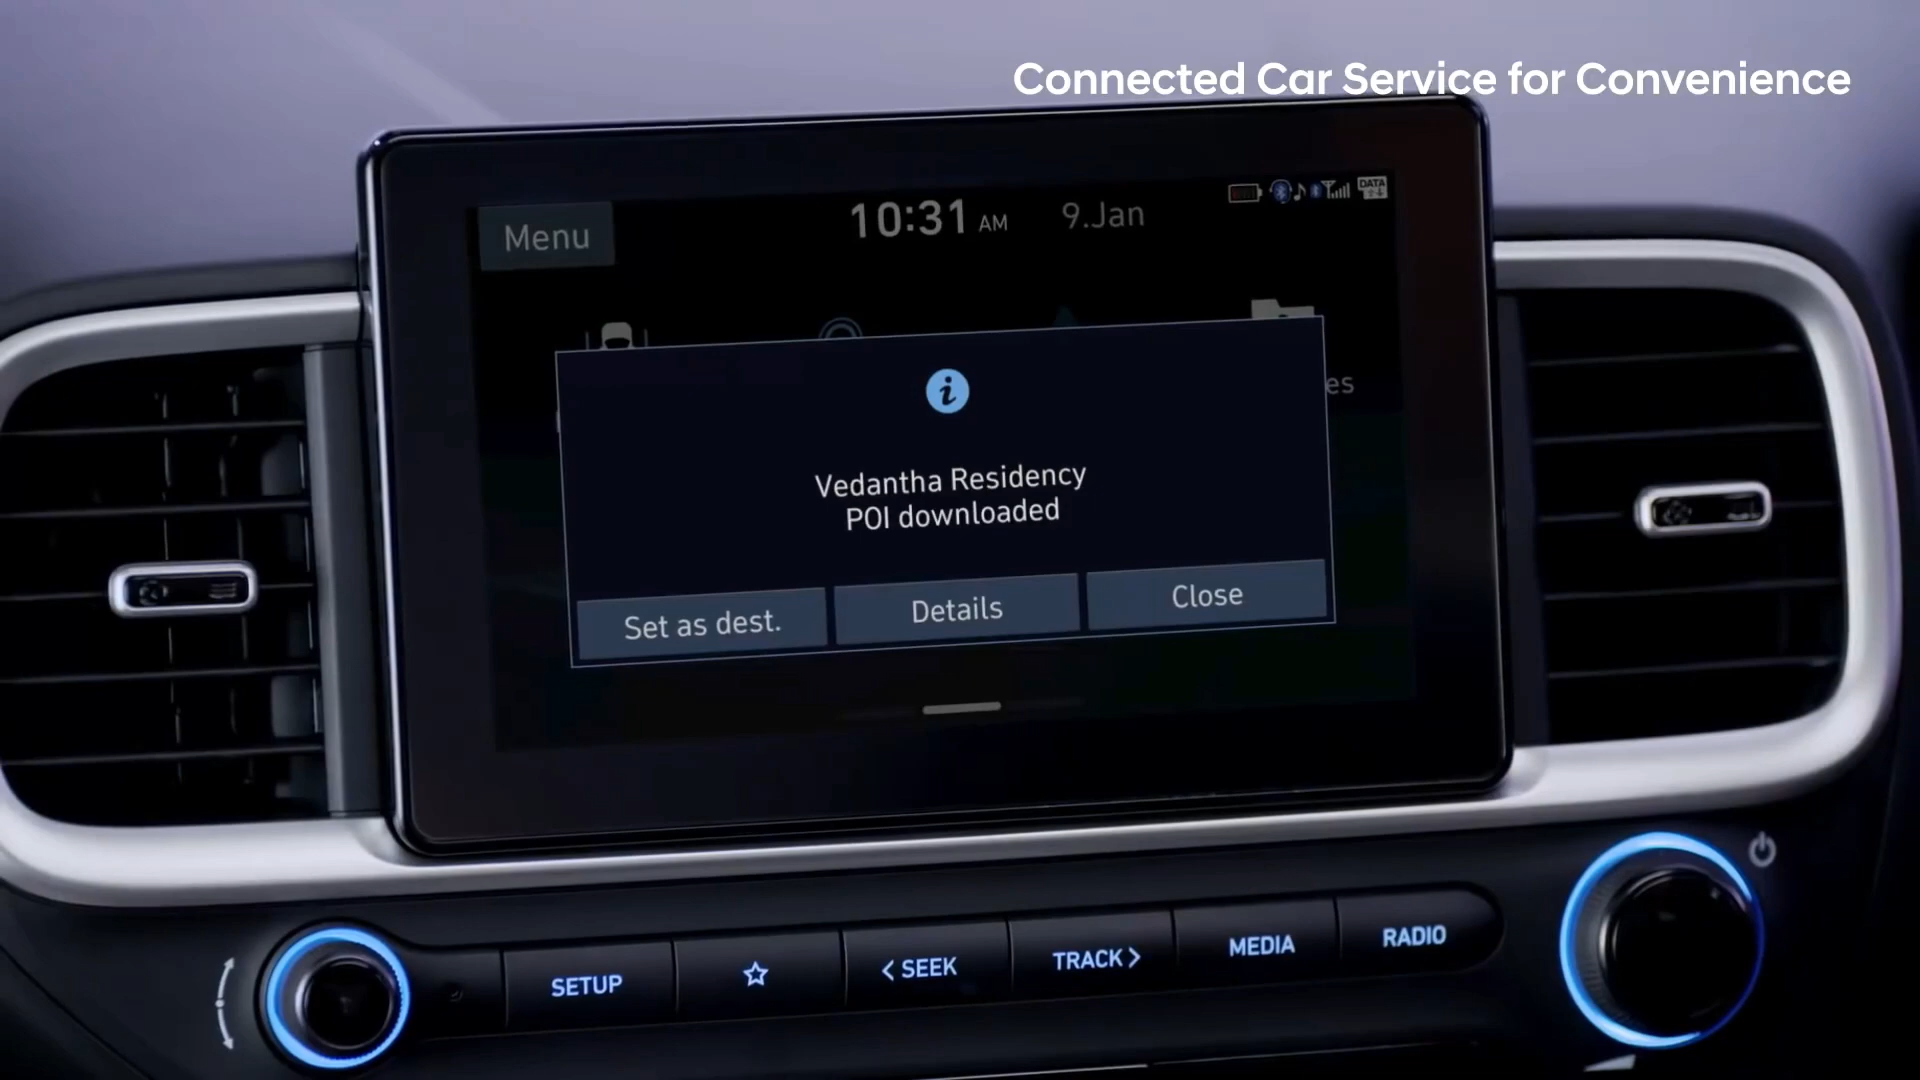 Connected Car Service for Convenience
Menu
10:31 AM 9.Jan
DATA
es
Vedantha Residency
POI downloaded
Set as dest.
Details
Close
SETUP
< SEEK
TRACK >
MEDIA
RADIO